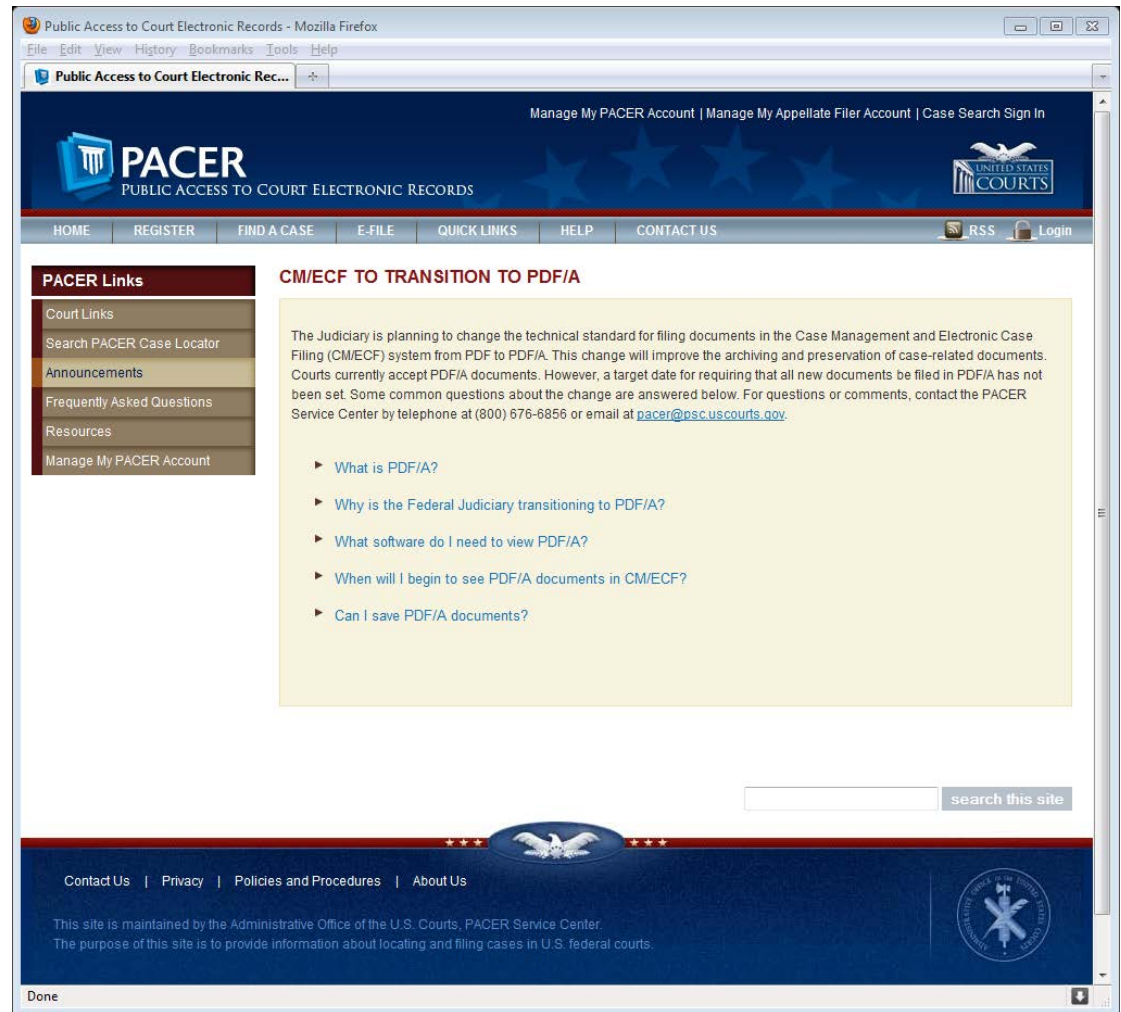 Public Access to Court Electronic Records - Mozilla Firefox
File Edit View History Bookmarks Tools Help
Public Access to Court Electronic Rec...
Manage My PACER Account | Manage My Appellate Filer Account | Case Search Sign In
PACER
PUBLIC ACCESS TO COURT ELECTRONIC RECORDS
UNITED STATES
COURTS
HOME REGISTER FIND A CASE E-FILE QUICK LINKS HELP CONTACT US RSS Login
PACER Links
Court Links
Search PACER Case Locator
Announcements
Frequently Asked Questions
Resources
Manage My PACER Account
CM/ECF TO TRANSITION TO PDF/A
The Judiciary is planning to change the technical standard for filing documents in the Case Management and Electronic Case
Filing (CM/ECF) system from PDF to PDF/A. This change will improve the archiving and preservation of case-related documents.
Courts currently accept PDF/A documents. However, a target date for requiring that all new documents be filed in PDF/A has not
been set. Some common questions about the change are answered below. For questions or comments, contact the PACER
Service Center by telephone at (800) 676-6856 or email at pacer@psc.uscourts.gov.
What is PDF/A?
Why is the Federal Judiciary transitioning to PDF/A?
What software do I need to view PDF/A?
When will I begin to see PDF/A documents in CM/ECF?
Can I save PDF/A documents?
search this site
Contact Us | Privacy | Policies and Procedures | About Us
This site is maintained by the Administrative Office of the U.S. Courts, PACER Service Center.
The purpose of this site is to provide information about locating and filing cases in U.S. federal courts.
Done